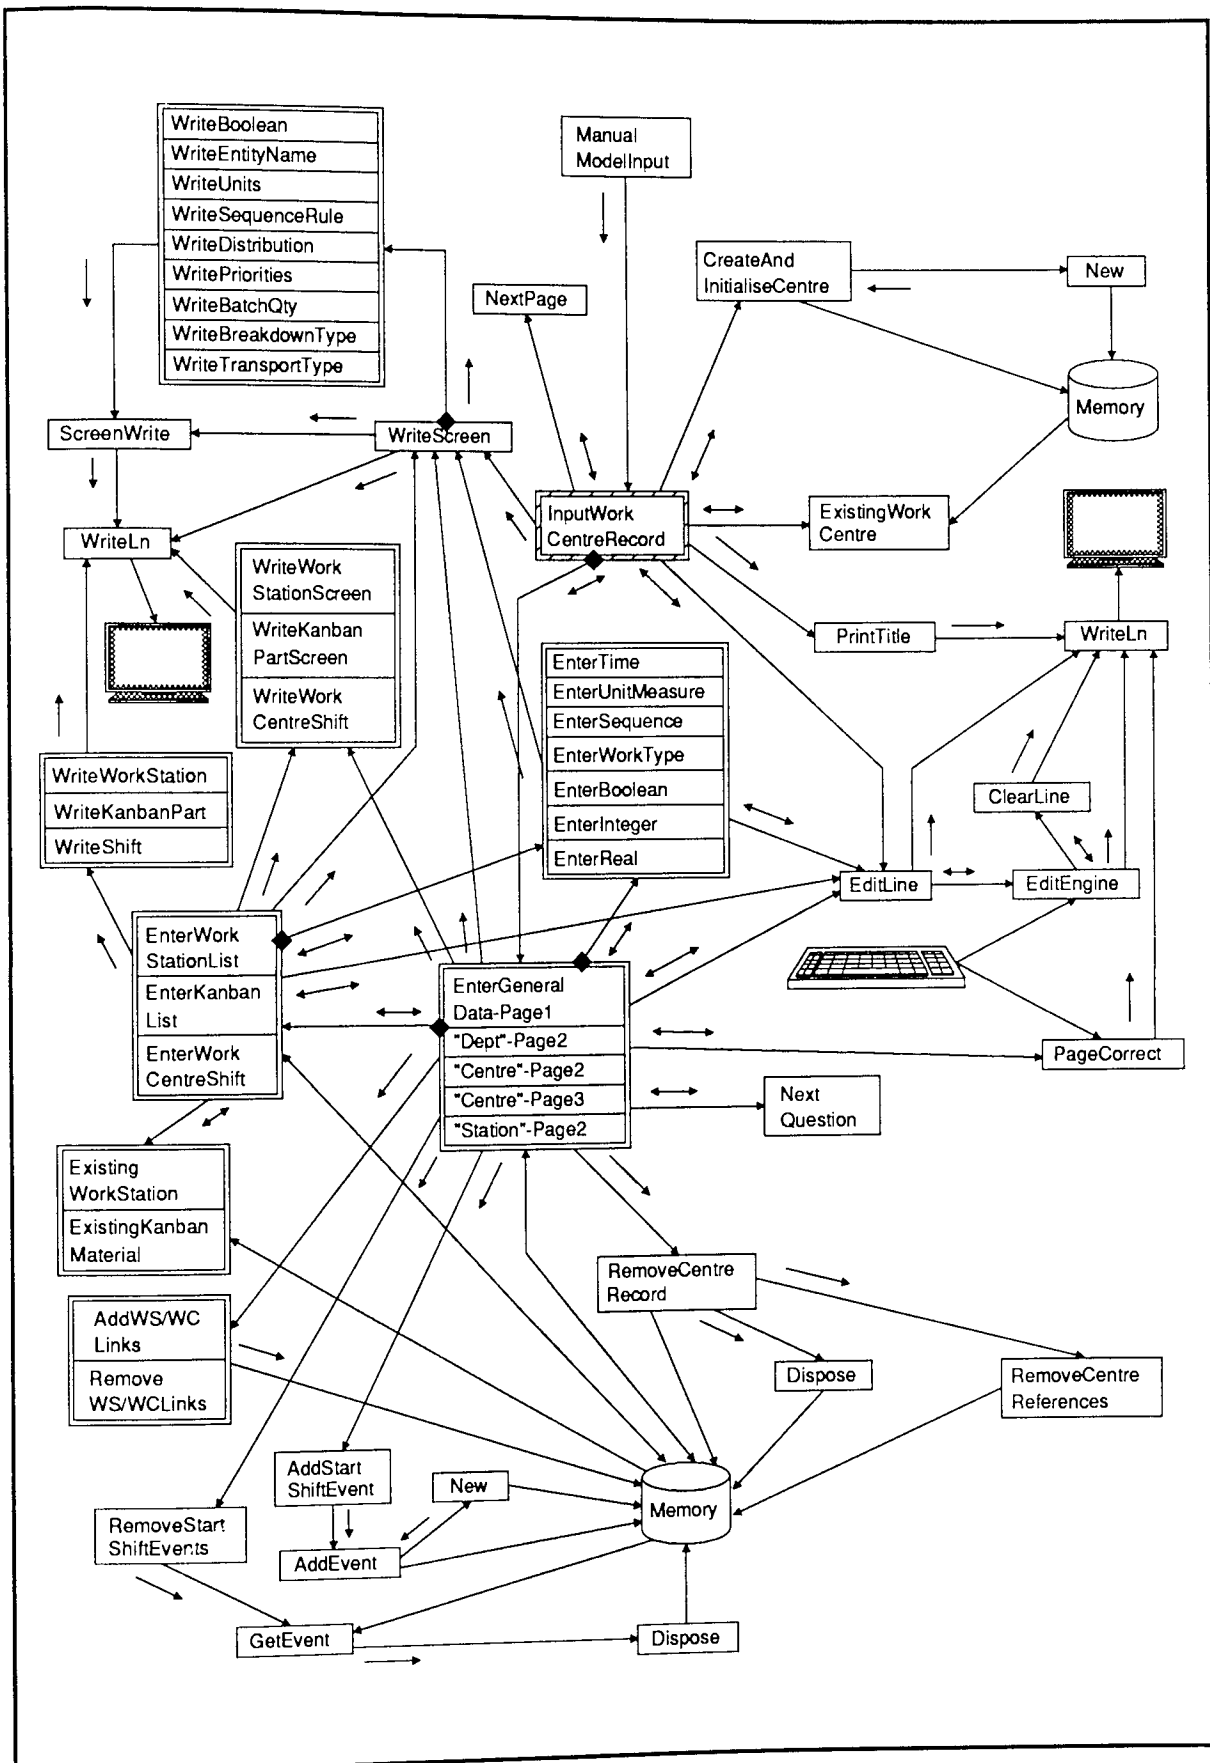 WriteBoolean
WriteEntityName
WriteUnits
WriteSequenceRule
WriteDistribution
WritePriorities
WriteBatchQty
WriteBreakdownType
WriteTransportType
Manual
ModelInput
CreateAnd
InitialiseCentre
New
NextPage
Memory
ScreenWrite
WriteScreen
InputWork
CentreRecord
ExistingWork
Centre
WriteLn
WriteWork
StationScreen
WriteKanban
PartScreen
WriteWork
CentreShift
PrintTitle
WriteLn
EnterTime
EnterUnitMeasure
EnterSequence
EnterWorkType
EnterBoolean
EnterInteger
EnterReal
WriteWorkStation
WriteKanbanPart
WriteShift
ClearLine
EditLine
EditEngine
EnterWork
StationList
EnterKanban
List
EnterWork
CentreShift
EnterGeneral
Data-Page1
"Dept"-Page2
"Centre"-Page2
"Centre"-Page3
"Station"-Page2
PageCorrect
Next
Question
Existing
WorkStation
ExistingKanban
Material
RemoveCentre
Record
AddWS/WC
Links
Remove
WS/WCLinks
Dispose
RemoveCentre
References
AddStart
ShiftEvent
New
Memory
RemoveStart
ShiftEvents
AddEvent
GetEvent
Dispose